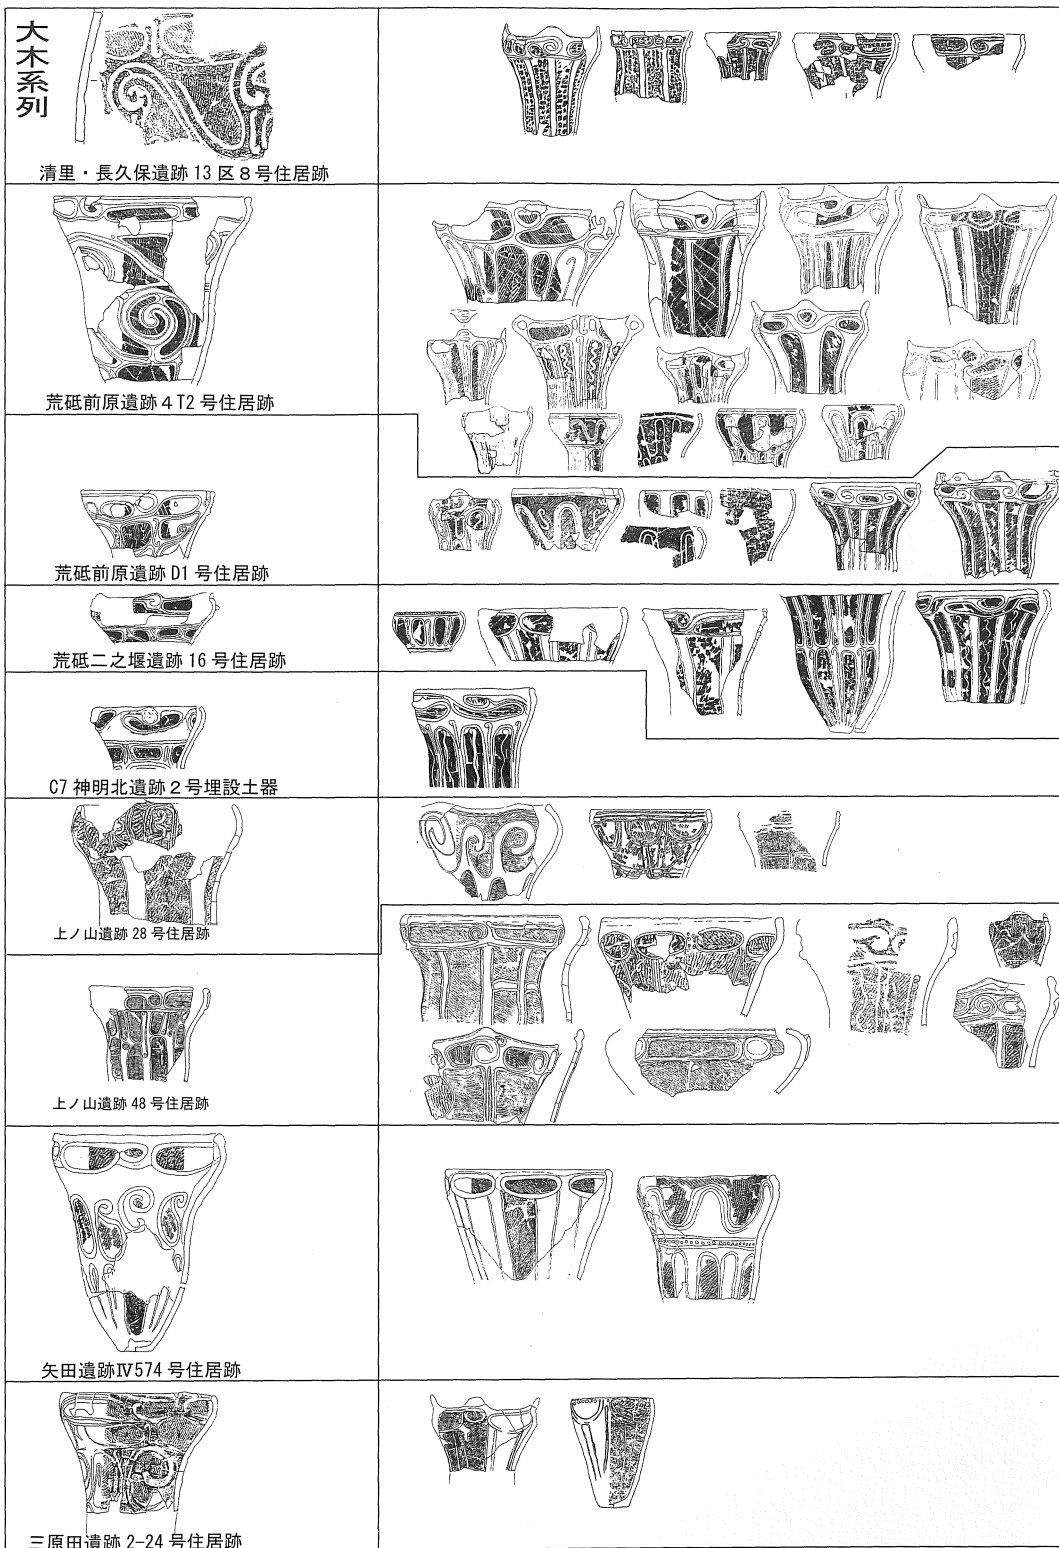 大木系列
清里・長久保遺跡 13 区 8 号住居跡
荒砥前原遺跡 4 T2 号住居跡
荒砥前原遺跡 D1 号住居跡
荒砥二之堰遺跡 16 号住居跡
C7 神明北遺跡 2 号埋設土器
上ノ山遺跡 28 号住居跡
上ノ山遺跡 48 号住居跡
矢田遺跡Ⅳ574 号住居跡
三原田遺跡 2-24 号住居跡